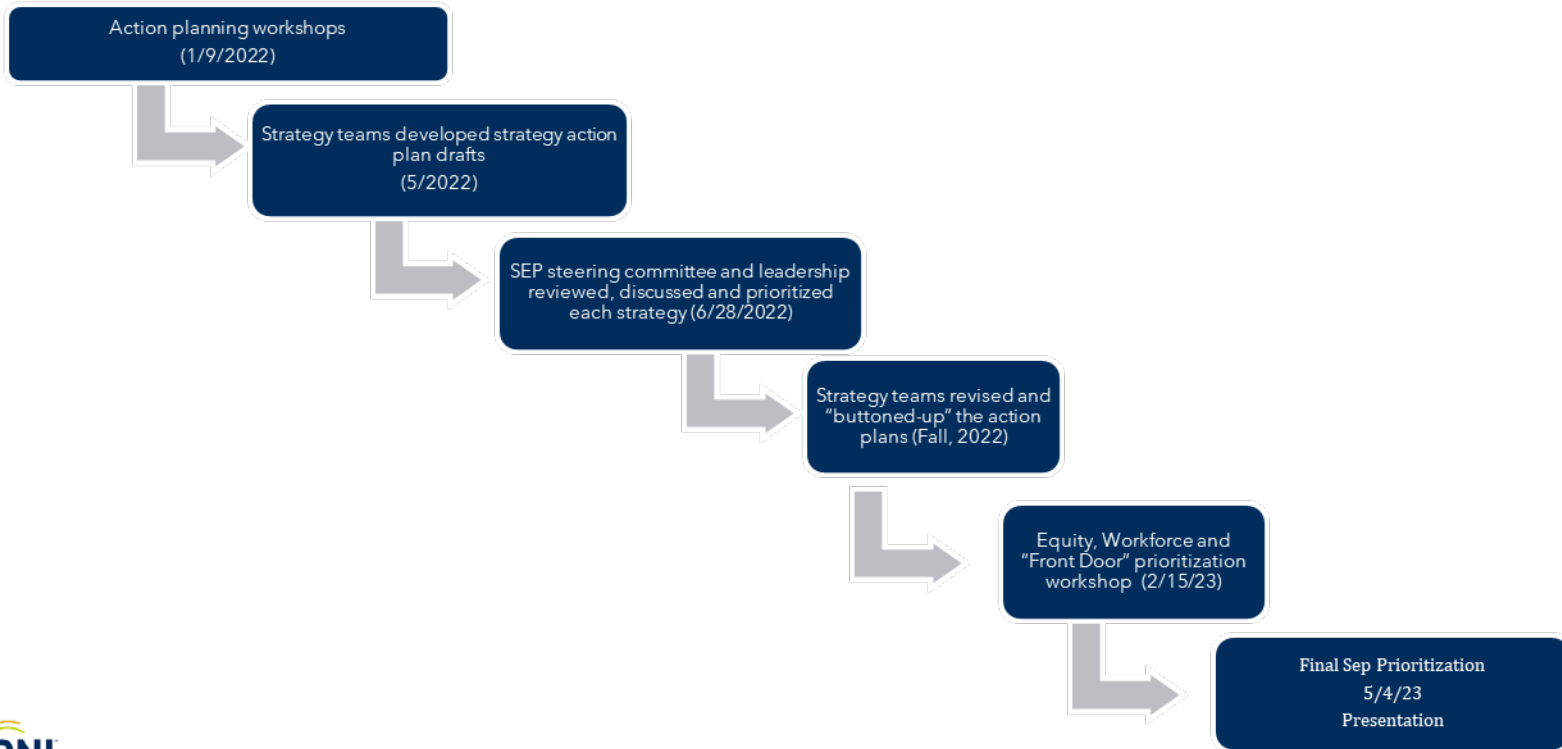 Action planning workshops
(1/9/2022)
Strategy teams developed strategy action
plan drafts
(5/2022)
SEP steering committee and leadership
reviewed, discussed and prioritized
each strategy (6/28/2022)
Strategy teams revised and
“buttoned-up” the action
plans (Fall, 2022)
Equity, Workforce and
“Front Door” prioritization
workshop (2/15/23)
Final Sep Prioritization
5/4/23
Presentation